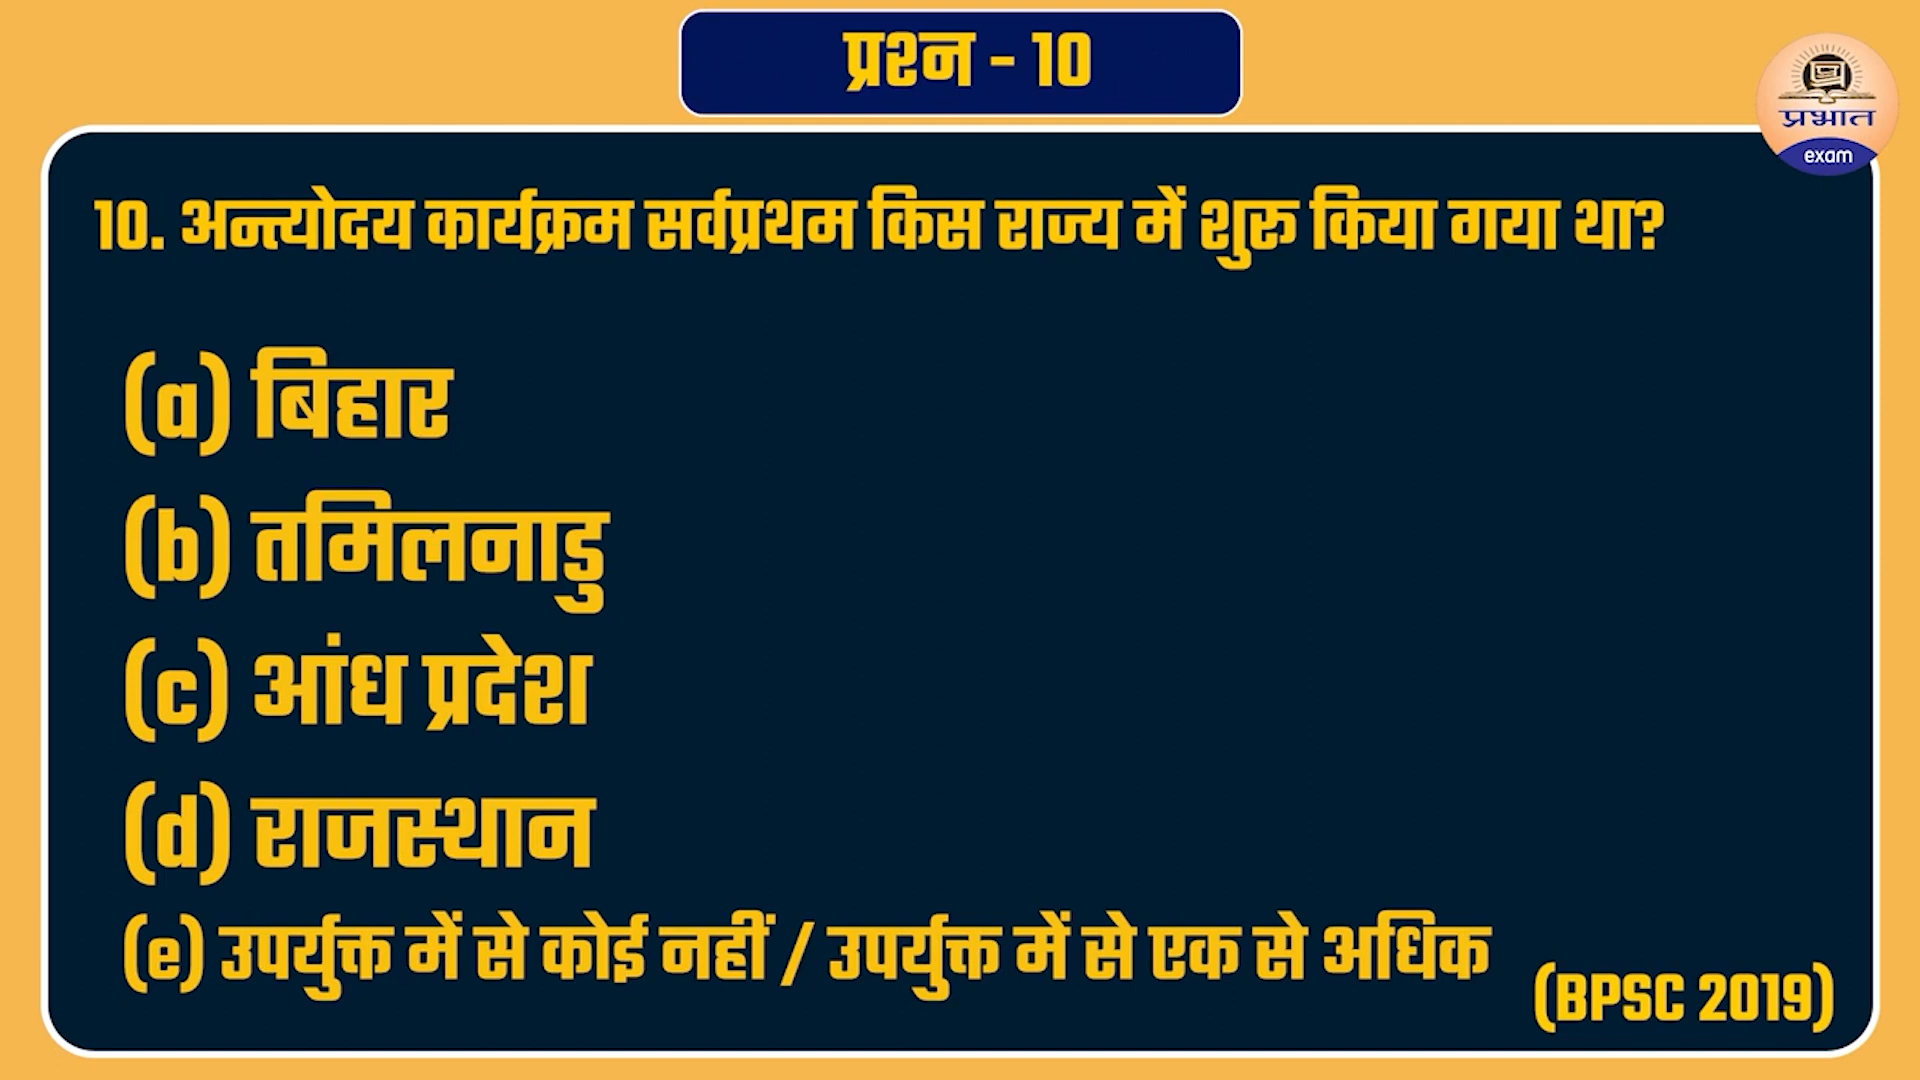 प्रश्न - 10
प्रभात
exam
10. अन्त्योदय कार्यक्रम सर्वप्रथम किस राज्य में शुरू किया गया था?
(a) बिहार
(b) तमिलनाडु
(c) आंध प्रदेश
(d) राजस्थान
(e) उपर्युक्त में से कोई नहीं / उपर्युक्त में से एक से अधिक
(BPSC 2019)